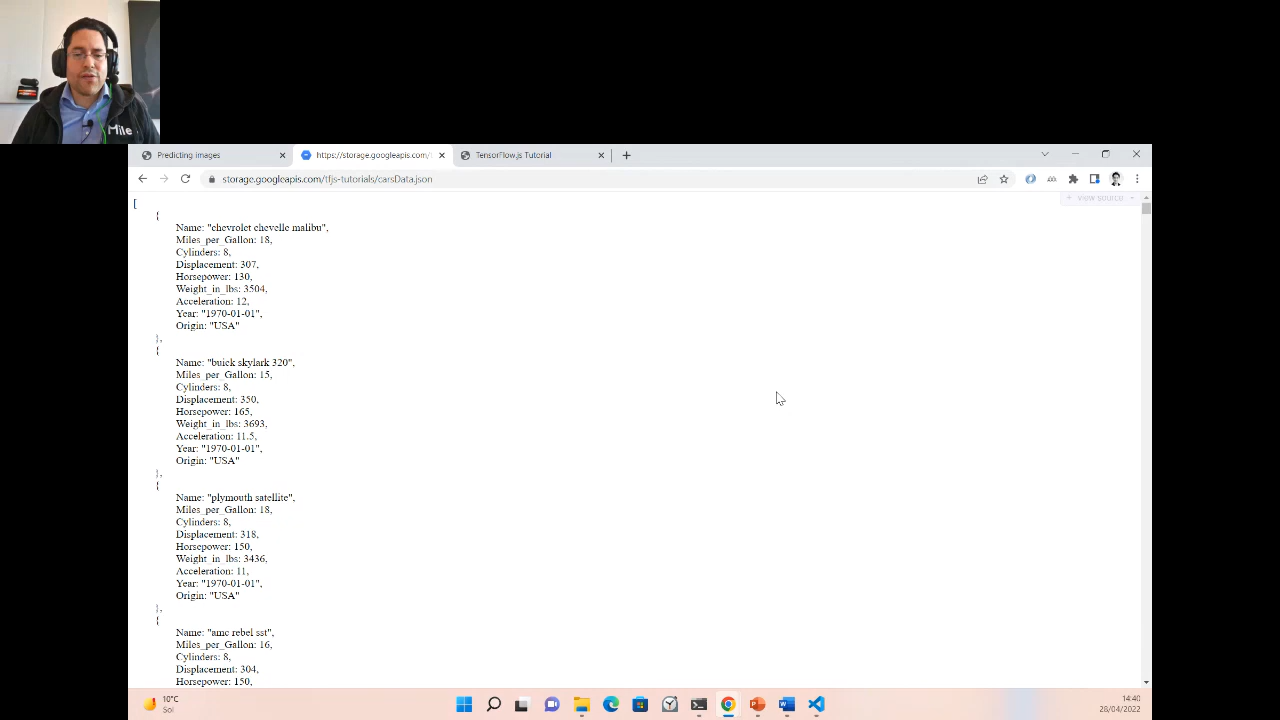 Mile
Predicting images
https://storage.googleapis.com/
TensorFlow.js Tutorial
storage.googleapis.com/tfjs-tutorials/carsData.json
+ View source
[
{
Name: "chevrolet chevelle malibu",
Miles_per_Gallon: 18,
Cylinders: 8,
Displacement: 307,
Horsepower: 130,
Weight_in_lbs: 3504,
Acceleration: 12,
Year: "1970-01-01",
Origin: "USA"
},
{
Name: "buick skylark 320",
Miles_per_Gallon: 15,
Cylinders: 8,
Displacement: 350,
Horsepower: 165,
Weight_in_lbs: 3693,
Acceleration: 11.5,
Year: "1970-01-01",
Origin: "USA"
},
{
Name: "plymouth satellite",
Miles_per_Gallon: 18,
Cylinders: 8,
Displacement: 318,
Horsepower: 150,
Weight_in_lbs: 3436,
Acceleration: 11,
Year: "1970-01-01",
Origin: "USA"
},
{
Name: "amc rebel sst",
Miles_per_Gallon: 16,
Cylinders: 8,
Displacement: 304,
Horsepower: 150,
10°C
Sol
14:40
28/04/2022